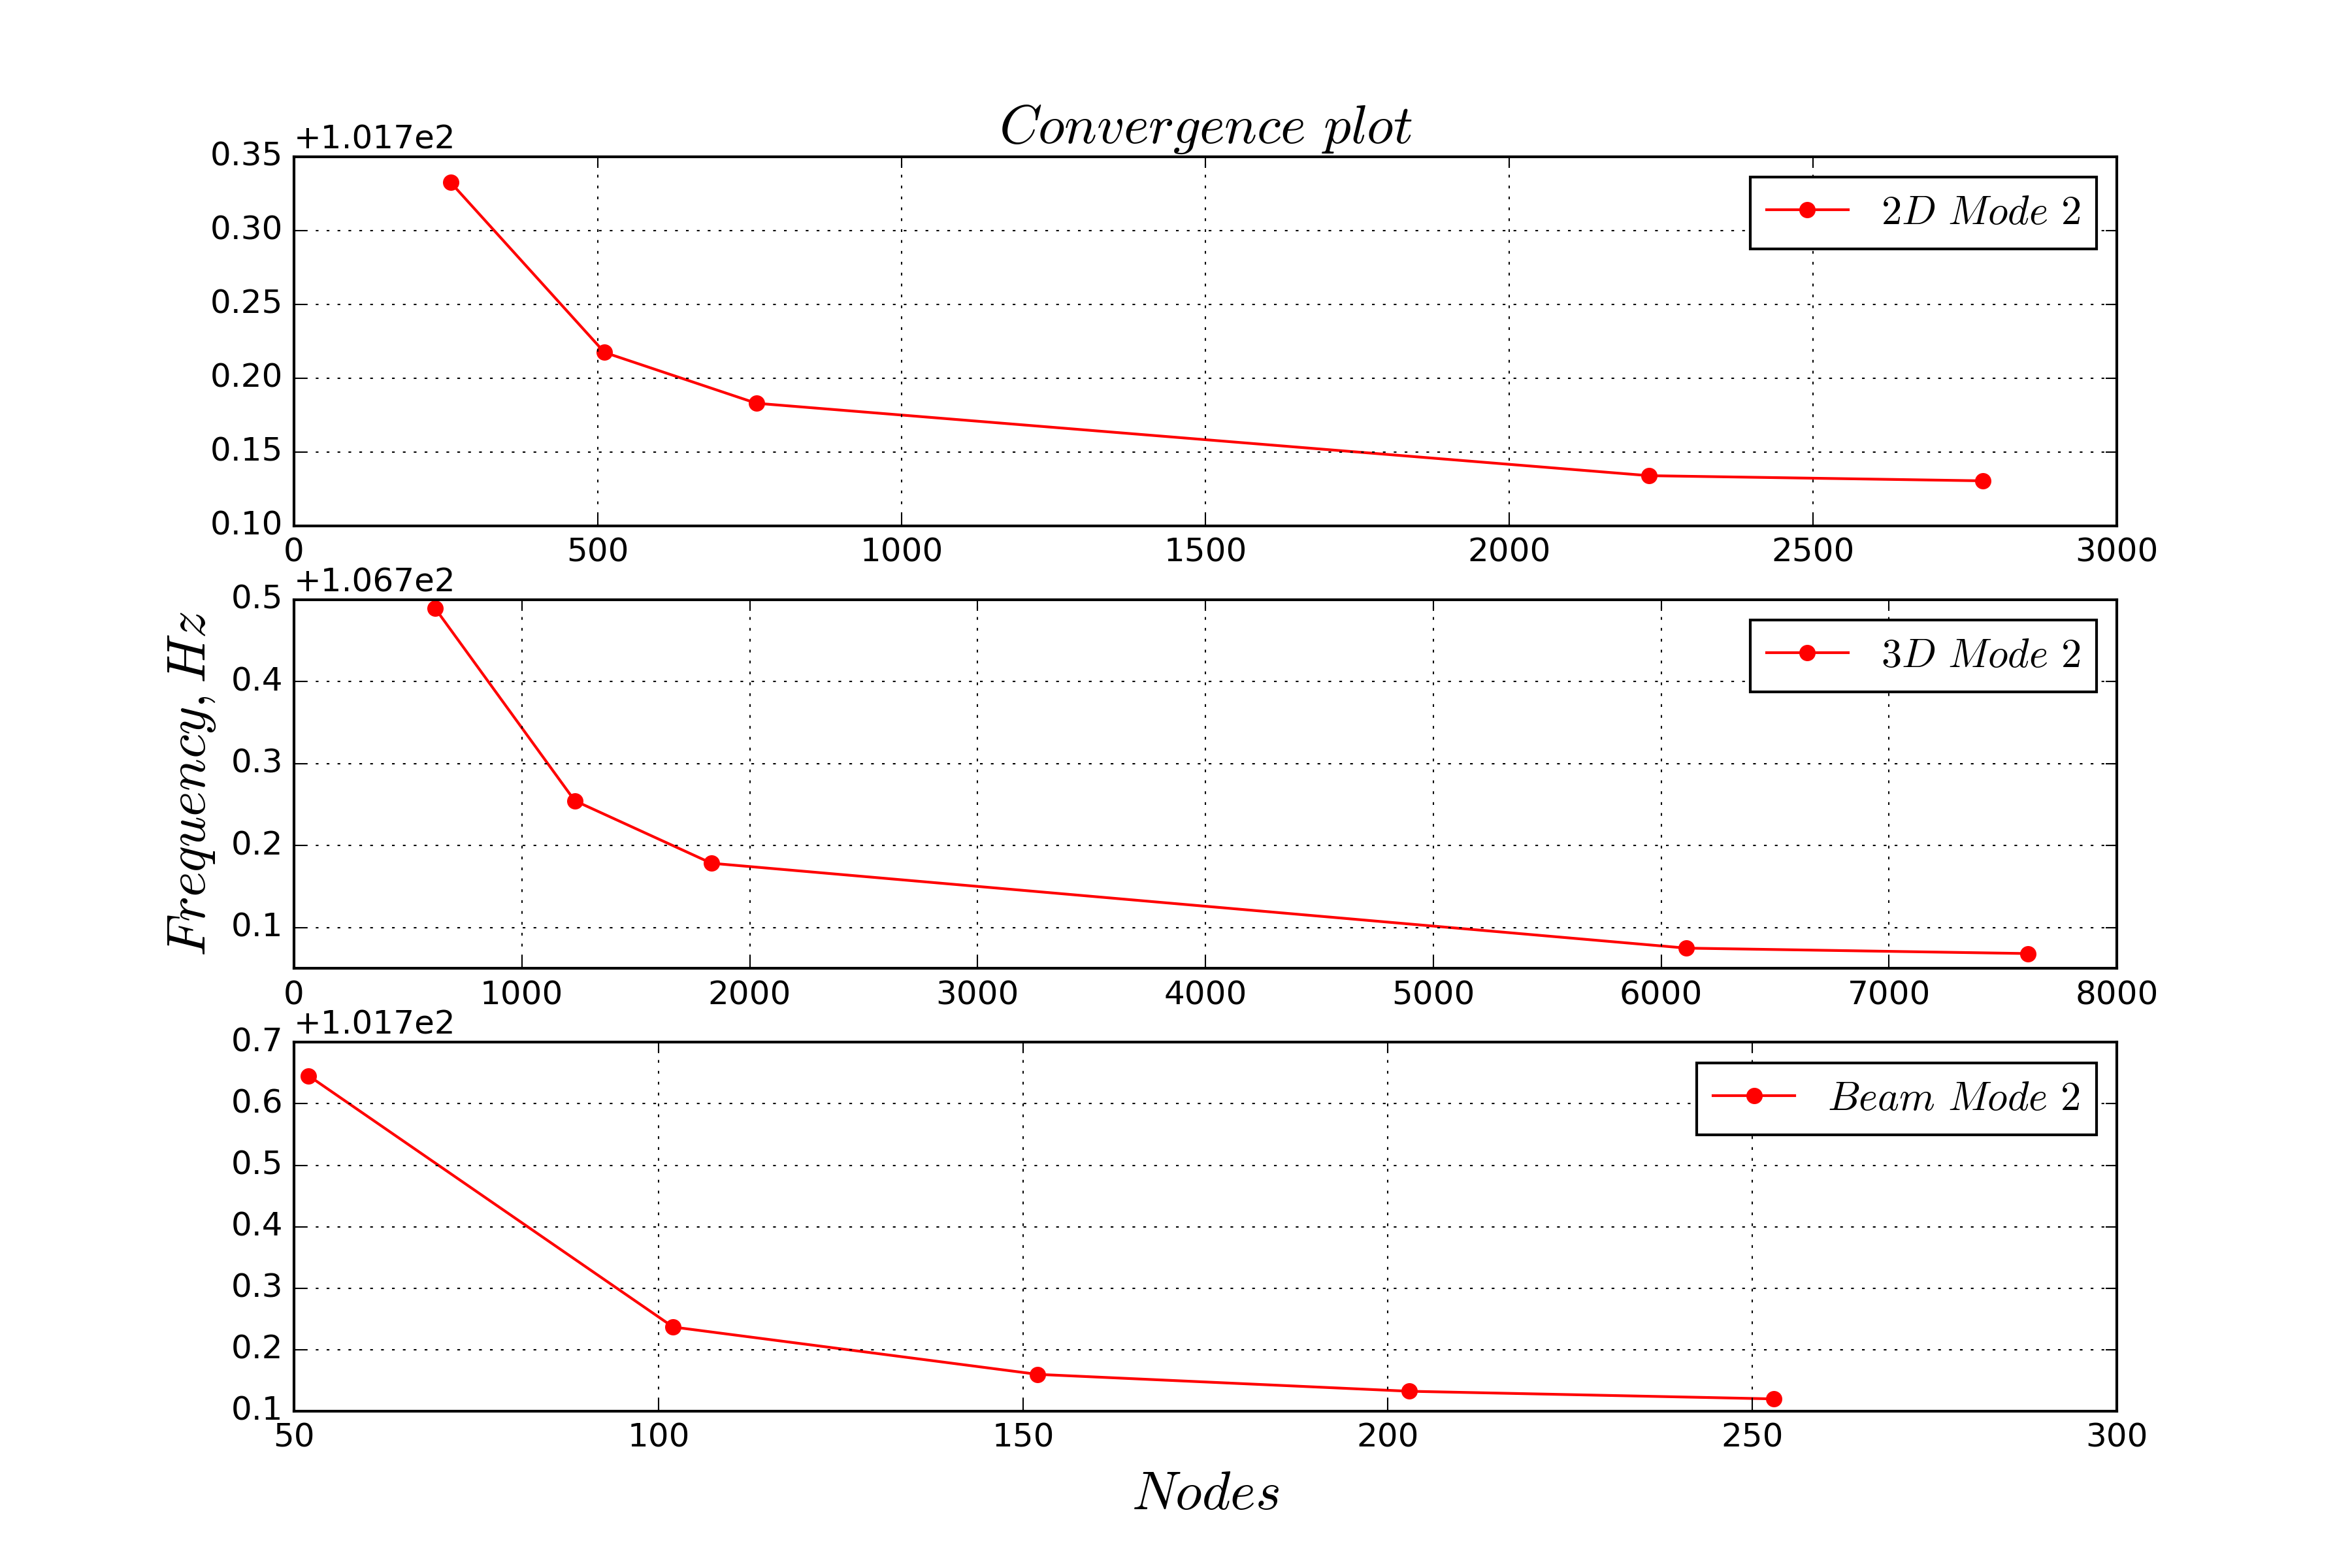 Convergence plot
+1.017e2
0.35
0.30
0.25
0.20
0.15
0.10
2D Mode 2
0 500 1000 1500 2000 2500 3000
+1.067e2
0.5
0.4
0.3
0.2
0.1
3D Mode 2
0 1000 2000 3000 4000 5000 6000 7000 8000
Frequency, Hz
+1.017e2
0.7
0.6
0.5
0.4
0.3
0.2
0.1
Beam Mode 2
50 100 150 200 250 300
Nodes